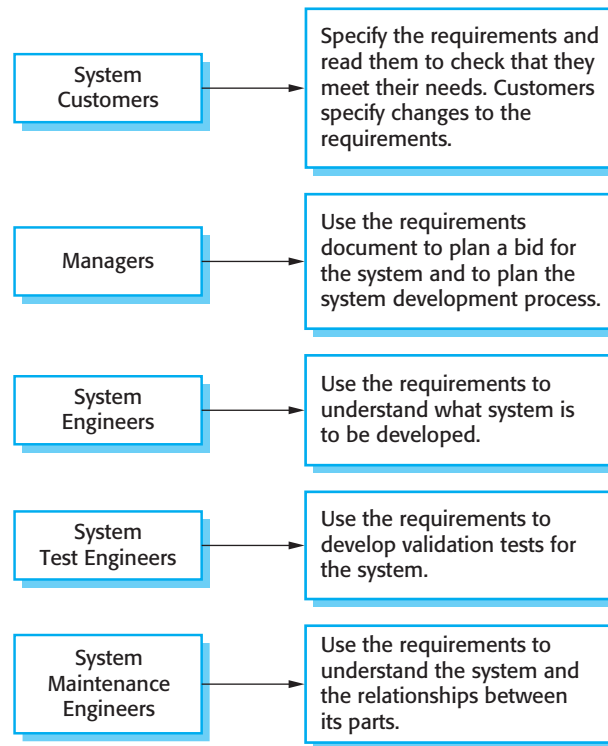 System
Customers
Specify the requirements and
read them to check that they
meet their needs. Customers
specify changes to the
requirements.
Managers
Use the requirements
document to plan a bid for
the system and to plan the
system development process.
System
Engineers
Use the requirements to
understand what system is
to be developed.
System
Test Engineers
Use the requirements to
develop validation tests for
the system.
System
Maintenance
Engineers
Use the requirements to
understand the system and
the relationships between
its parts.